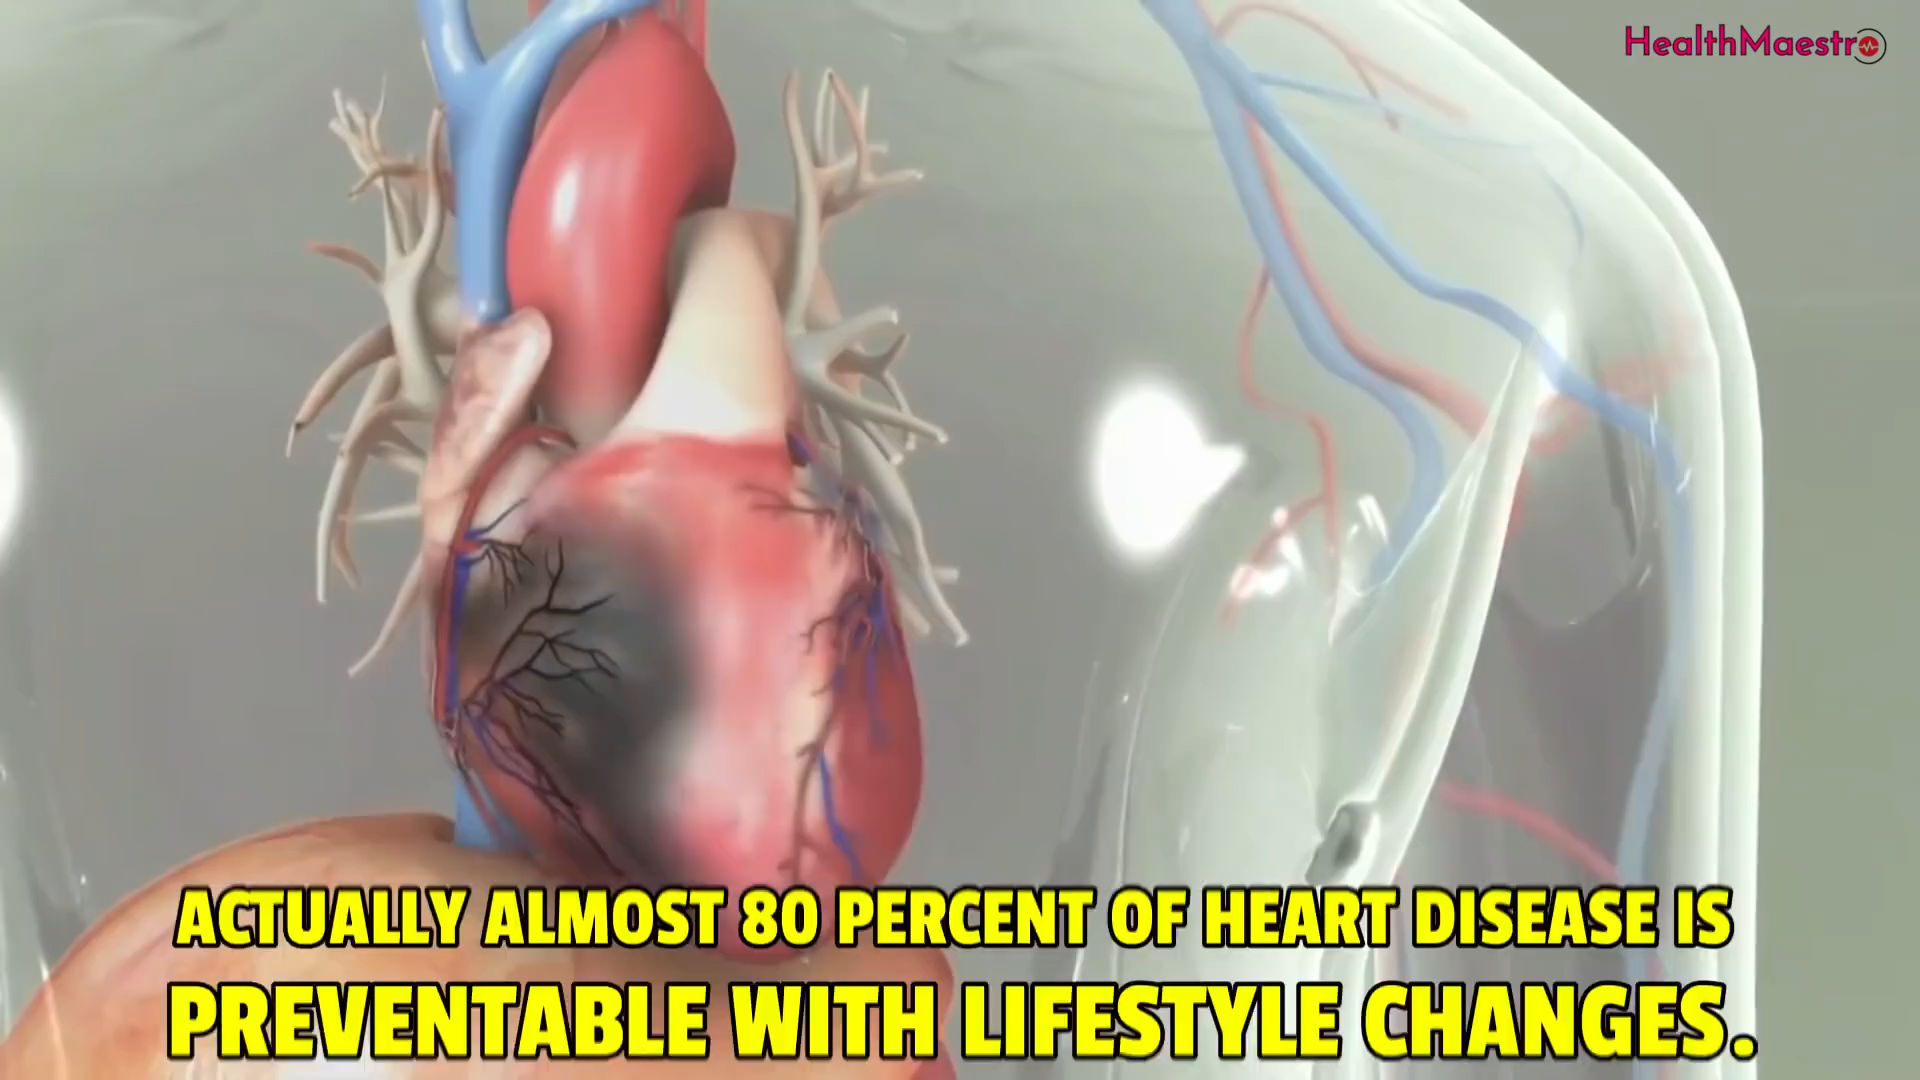 HealthMaestro
ACTUALLY ALMOST 80 PERCENT OF HEART DISEASE IS
PREVENTABLE WITH LIFESTYLE CHANGES.